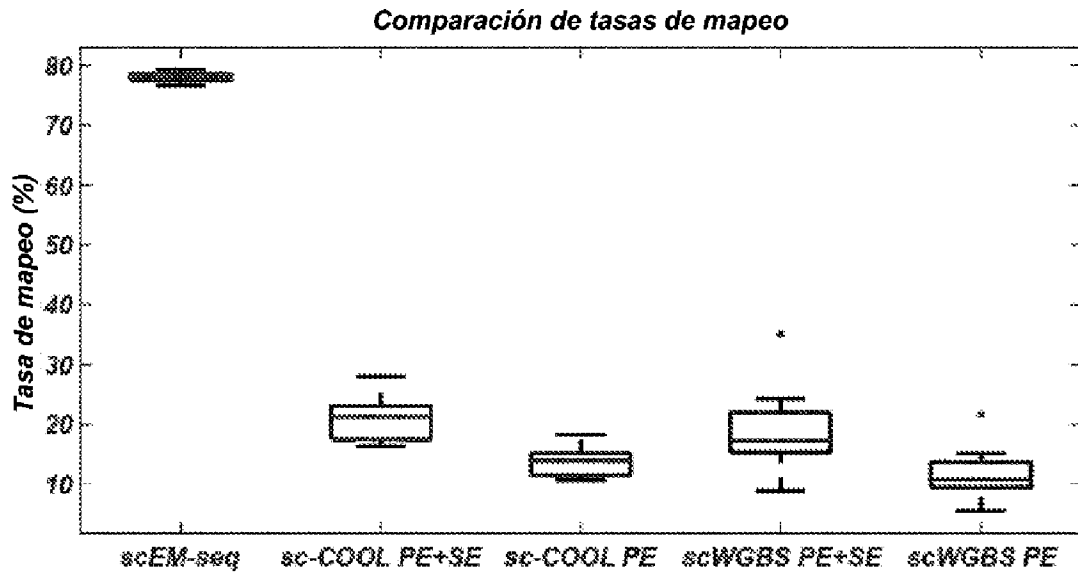 Comparación de tasas de mapeo
Tasa de mapeo (%)
80
70
60
50
40
30
20
10
scEM-seq
sc-COOL PE+SE
sc-COOL PE
scWGBS PE+SE
scWGBS PE